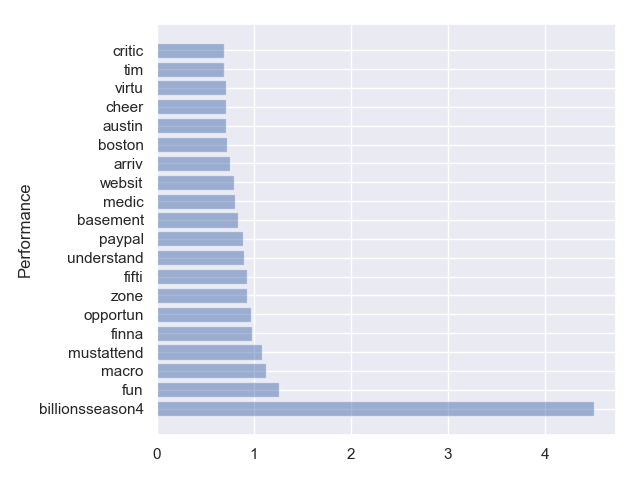 critic
tim
virtu
cheer
austin
boston
arriv
websit
medic
basement
paypal
understand
fifti
zone
opportun
finna
mustattend
macro
fun
billionsseason4
Performance
0 1 2 3 4